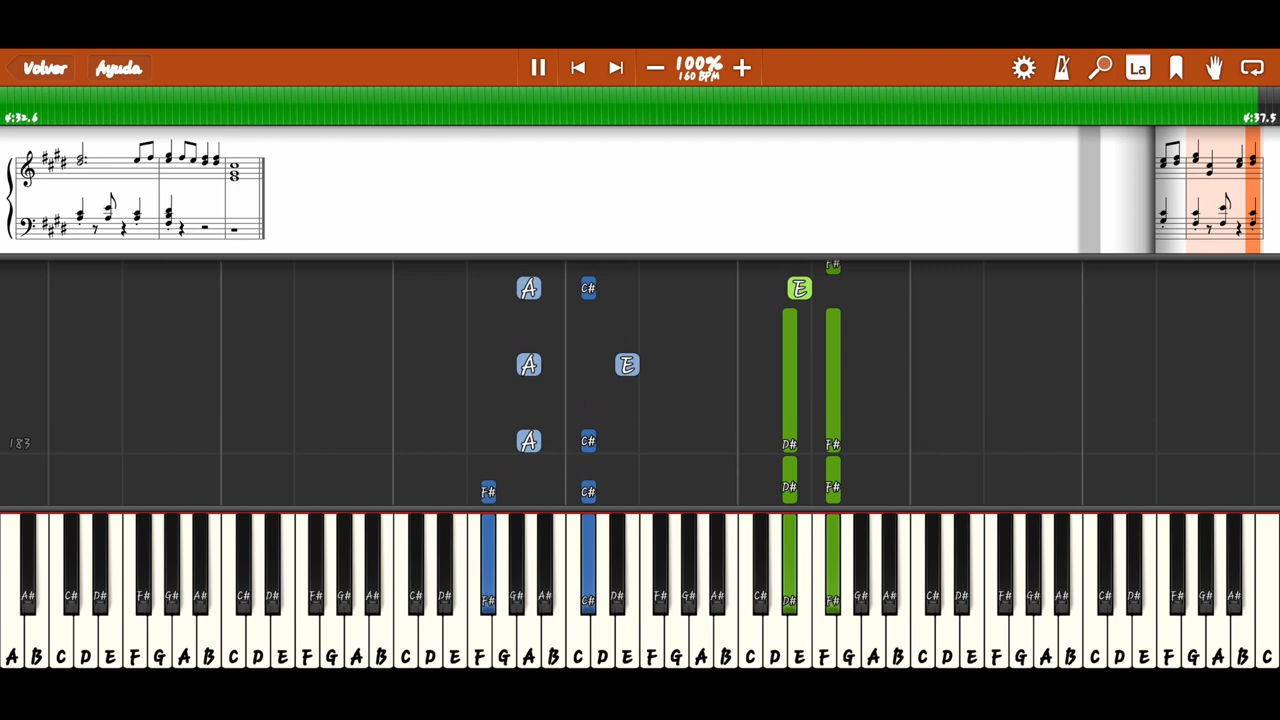 Volver Ayuda 100% La
160 BPM
4:32.6 4:37.5
F#
A C# E
A E
183 A C# D# F#
F# C# D# F#
A# C# D# F# G# A# C# D# F# G# A# C# D# F# G# A# C# D# F# G# A# C# D# F# G# A# C# D# F# G# A# C# D# F# G# A#
A B C D E F G A B C D E F G A B C D E F G A B C D E F G A B C D E F G A B C D E F G A B C D E F G A B C